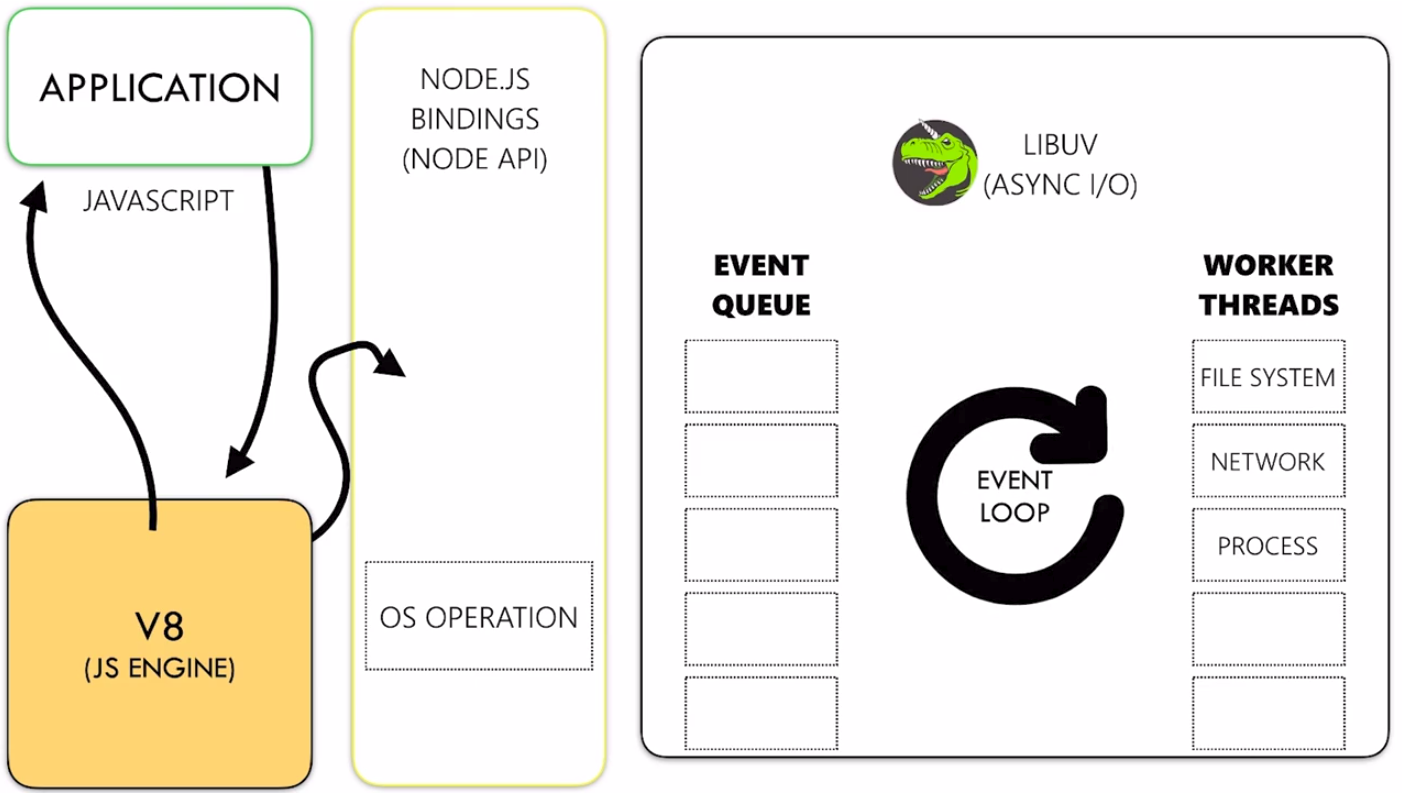 APPLICATION
JAVASCRIPT
V8
(JS ENGINE)
NODE.JS
BINDINGS
(NODE API)
OS OPERATION
LIBUV
(ASYNC I/O)
EVENT
QUEUE
EVENT
LOOP
WORKER
THREADS
FILE SYSTEM
NETWORK
PROCESS